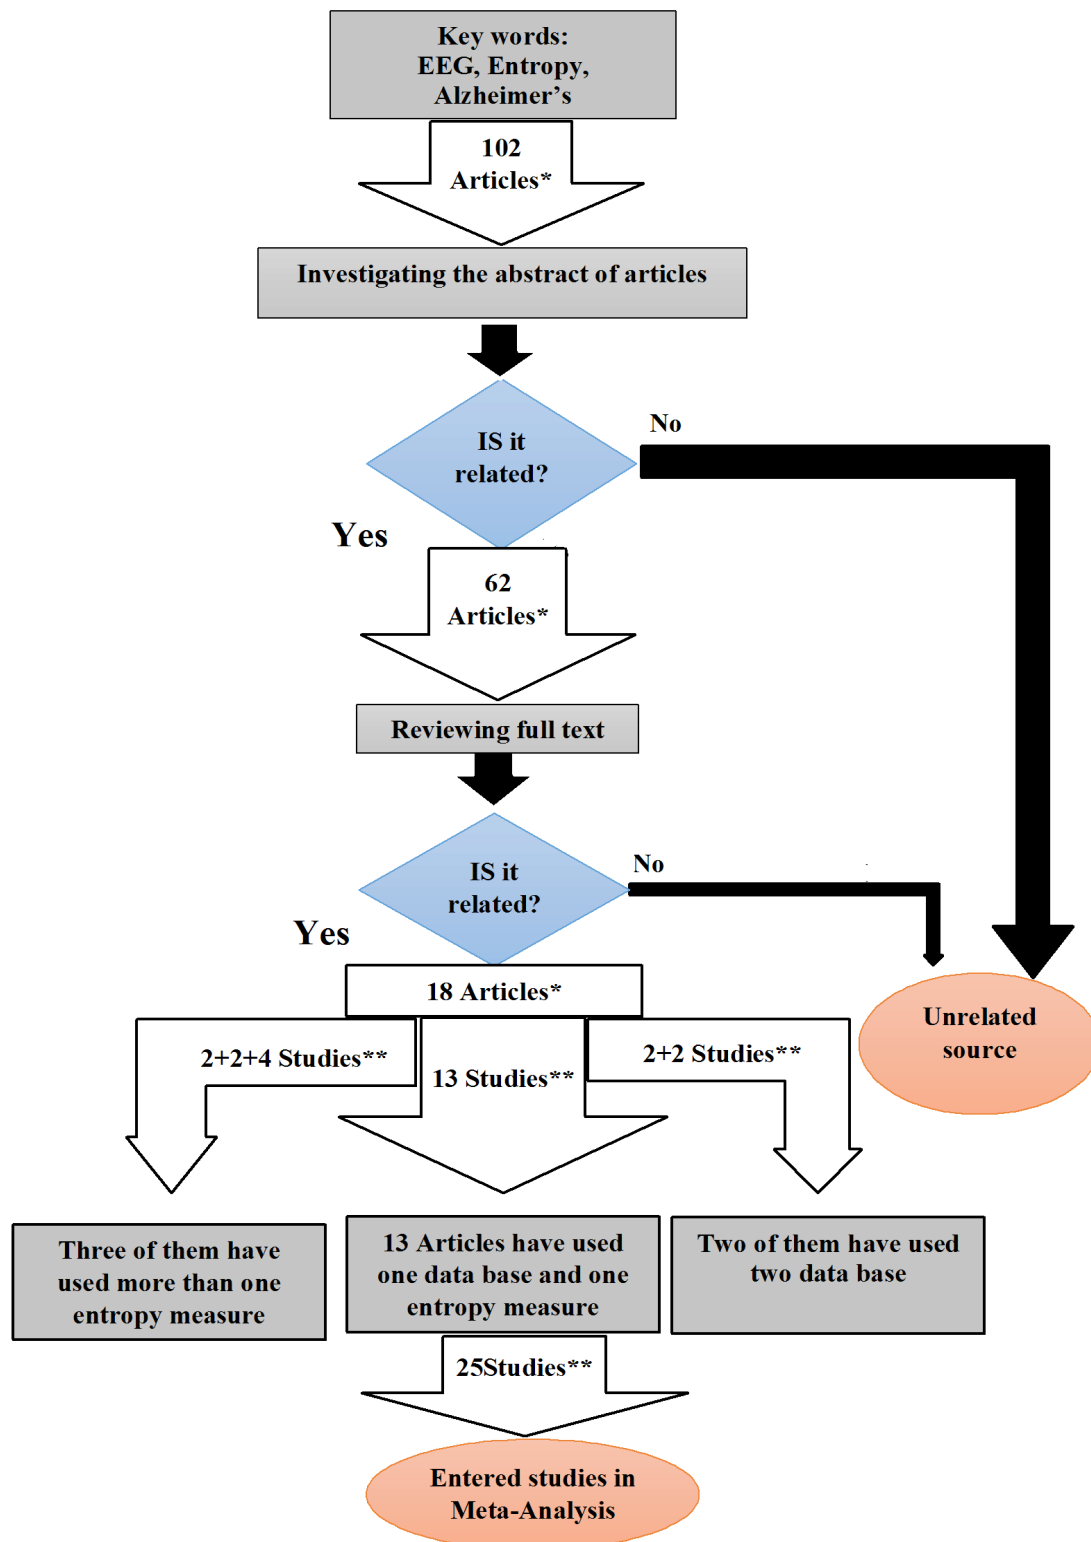 Key words:
EEG, Entropy,
Alzheimer's
102
Articles*
Investigating the abstract of articles
IS it
related?
No
Yes
62
Articles*
Reviewing full text
IS it
related?
No
Yes
18 Articles*
Unrelated
source
2+2+4 Studies**
13 Studies**
2+2 Studies**
Three of them have
used more than one
entropy measure
13 Articles have used
one data base and one
entropy measure
Two of them have used
two data base
25Studies**
Entered studies in
Meta-Analysis